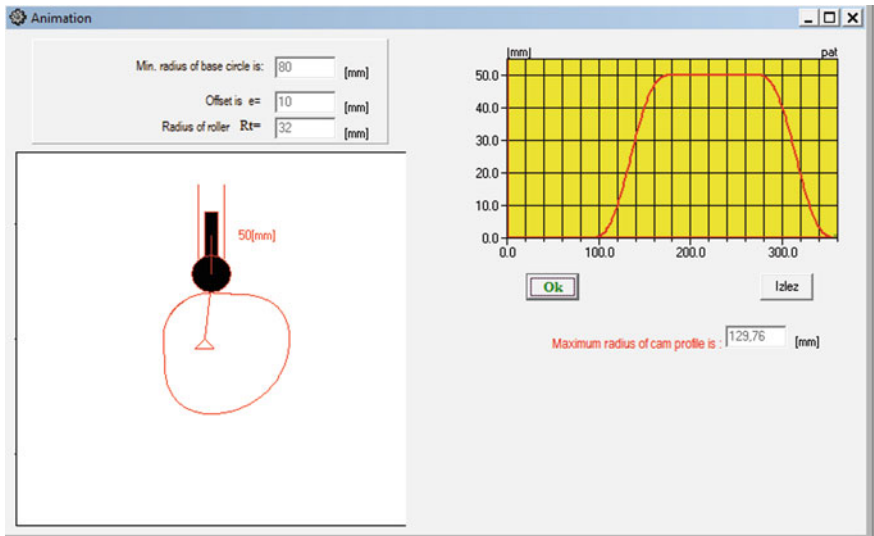 Animation
Min. radius of base circle is: 80 [mm]
Offset is e= 10 [mm]
Radius of roller Rt= 32 [mm]
50[mm]
[mm] pat
50.0
40.0
30.0
20.0
10.0
0.0
0.0 100.0 200.0 300.0
Ok Izlez
Maximum radius of cam profile is : 129,76 [mm]